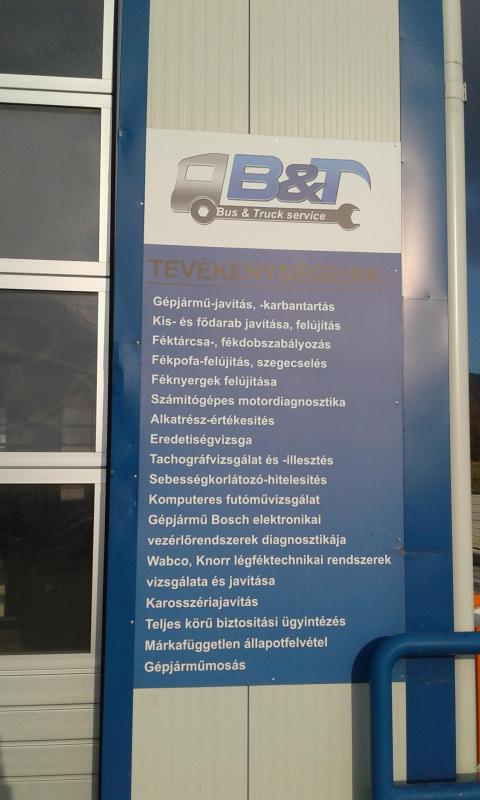 B&T
Bus & Truck service
TEVÉKENYSÉGEINK:
Gépjármű-javítás, -karbantartás
Kis- és fődarab javítása, felújítás
Féktárcsa-, fékdobszabályozás
Fékpofa-felújítás, szegecselés
Féknyergek felújítása
Számítógépes motordiagnosztika
Alkatrész-értékesítés
Eredetiségvizsga
Tachográfvizsgálat és -illesztés
Sebességkorlátozó-hitelesítés
Komputeres futóművizsgálat
Gépjármű Bosch elektronikai
vezérlőrendszerek diagnosztikája
Wabco, Knorr légféktechnikai rendszerek
vizsgálata és javítása
Karosszériajavítás
Teljes körű biztosítási ügyintézés
Márkafüggetlen állapotfelvétel
Gépjárműmosás